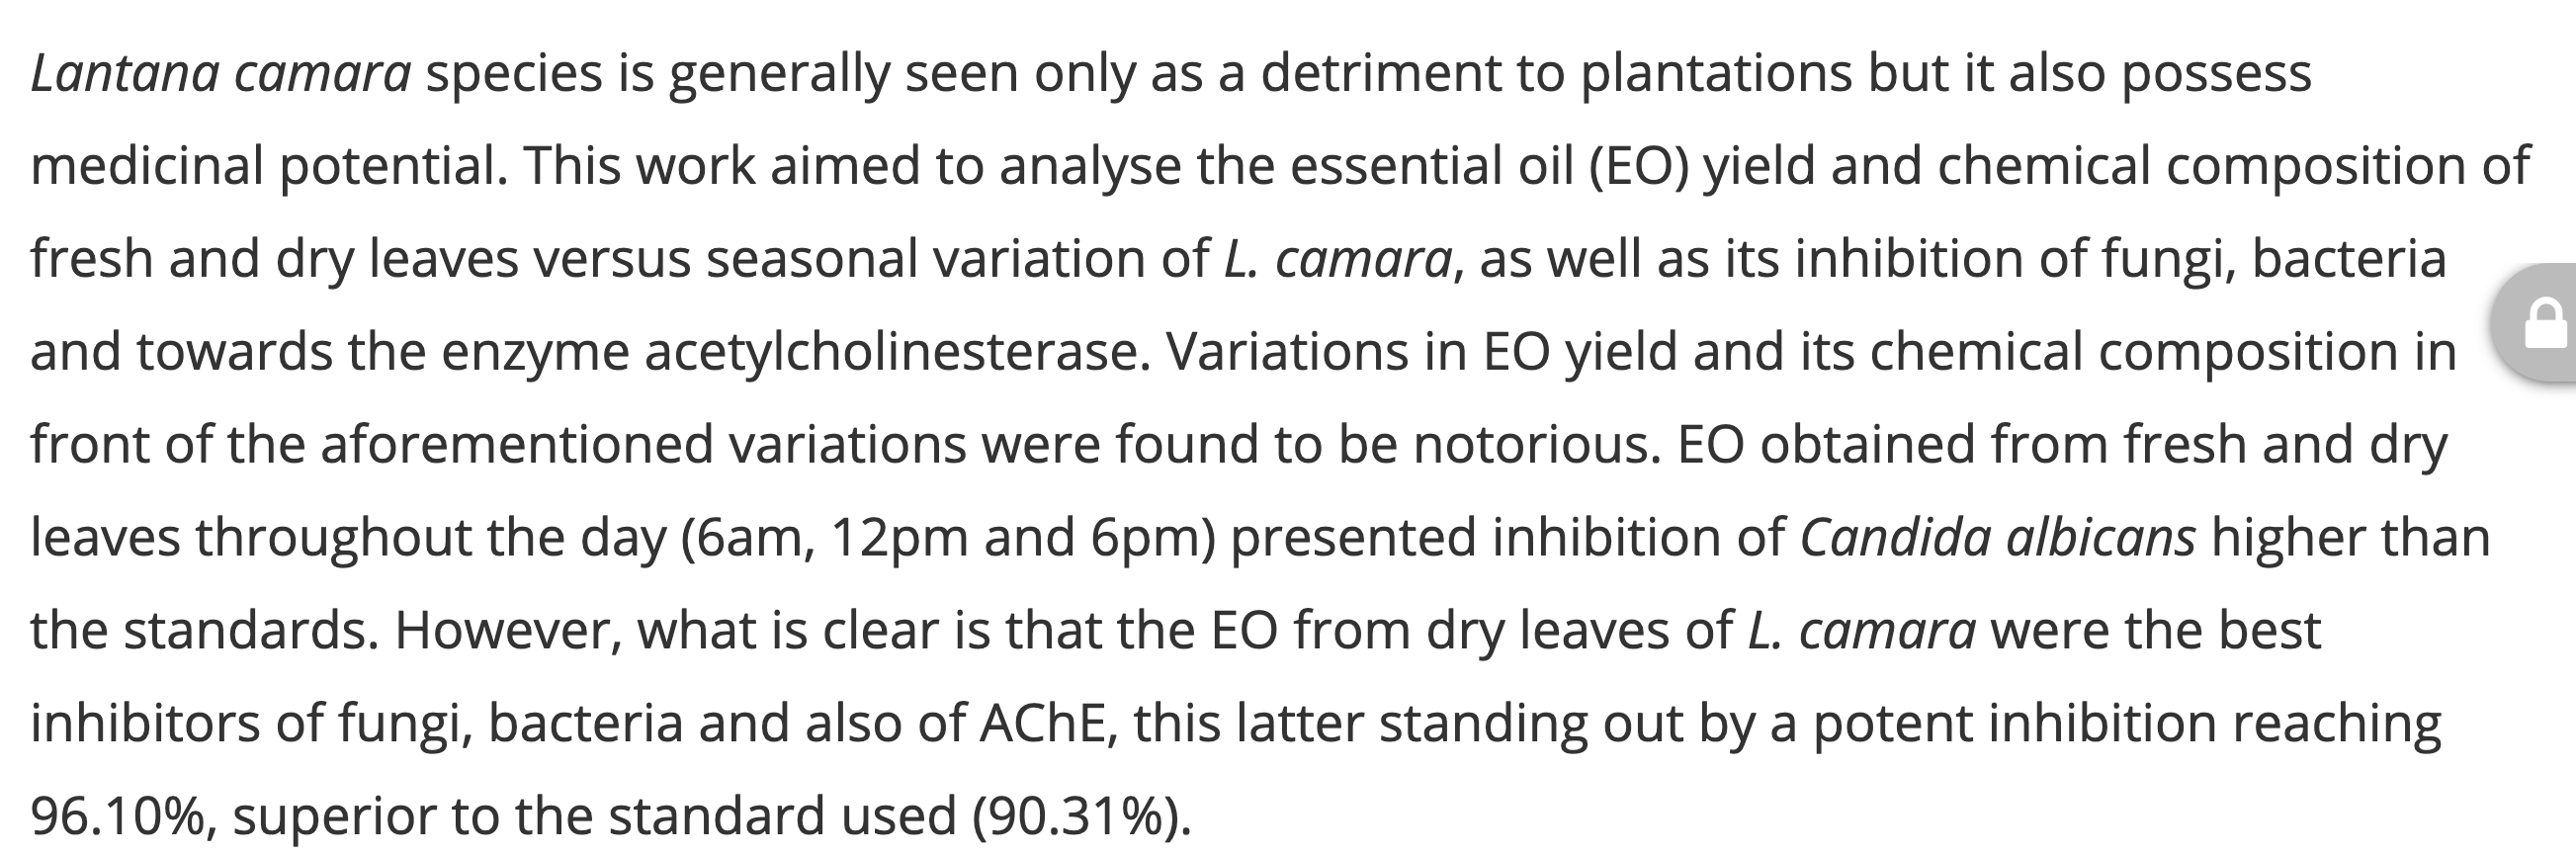 Lantana camara species is generally seen only as a detriment to plantations but it also possess
medicinal potential. This work aimed to analyse the essential oil (EO) yield and chemical composition of
fresh and dry leaves versus seasonal variation of L. camara, as well as its inhibition of fungi, bacteria
and towards the enzyme acetylcholinesterase. Variations in EO yield and its chemical composition in
front of the aforementioned variations were found to be notorious. EO obtained from fresh and dry
leaves throughout the day (6am, 12pm and 6pm) presented inhibition of Candida albicans higher than
the standards. However, what is clear is that the EO from dry leaves of L. camara were the best
inhibitors of fungi, bacteria and also of AChE, this latter standing out by a potent inhibition reaching
96.10%, superior to the standard used (90.31%).